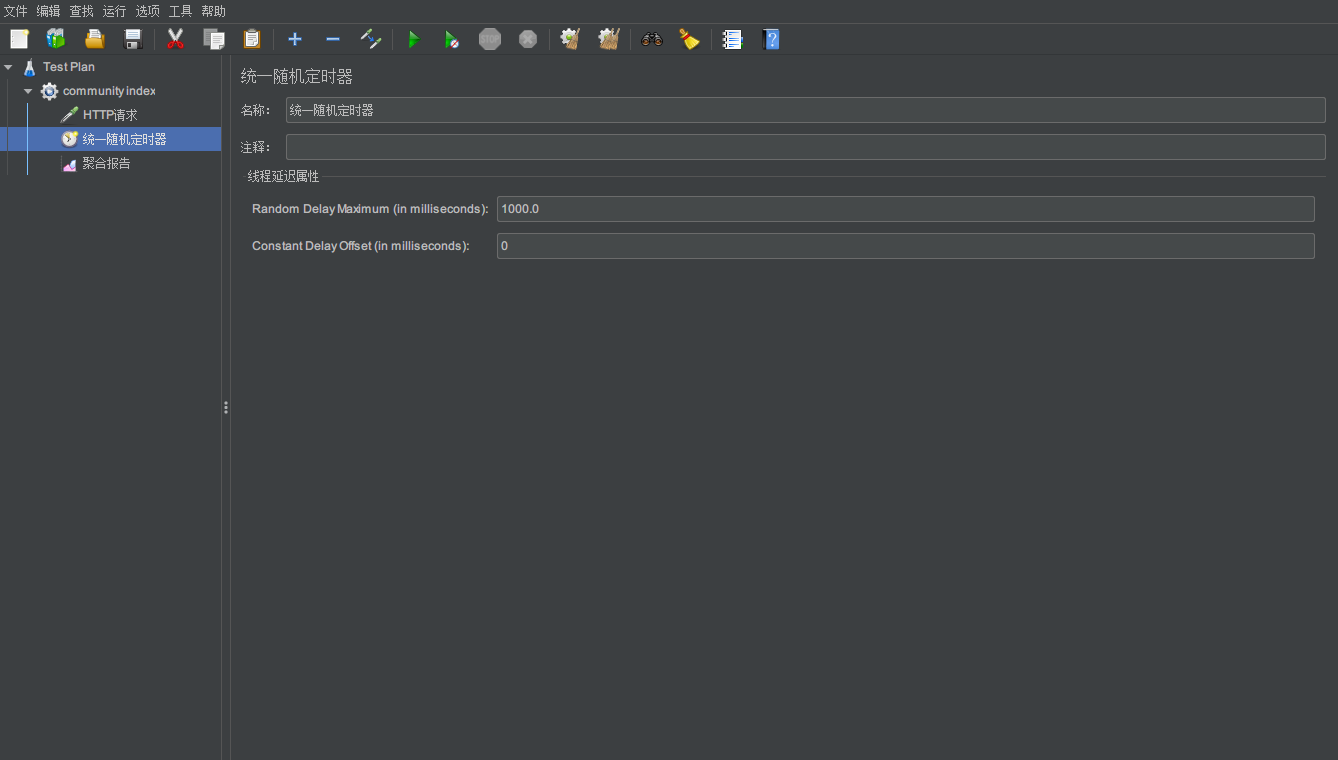 文件 编辑 查找 运行 选项 工具 帮助
STOP
Test Plan
community index
HTTP请求
统一随机定时器
聚合报告
统一随机定时器
名称： 统一随机定时器
注释：
线程延迟属性
Random Delay Maximum (in milliseconds): 1000.0
Constant Delay Offset (in milliseconds): 0